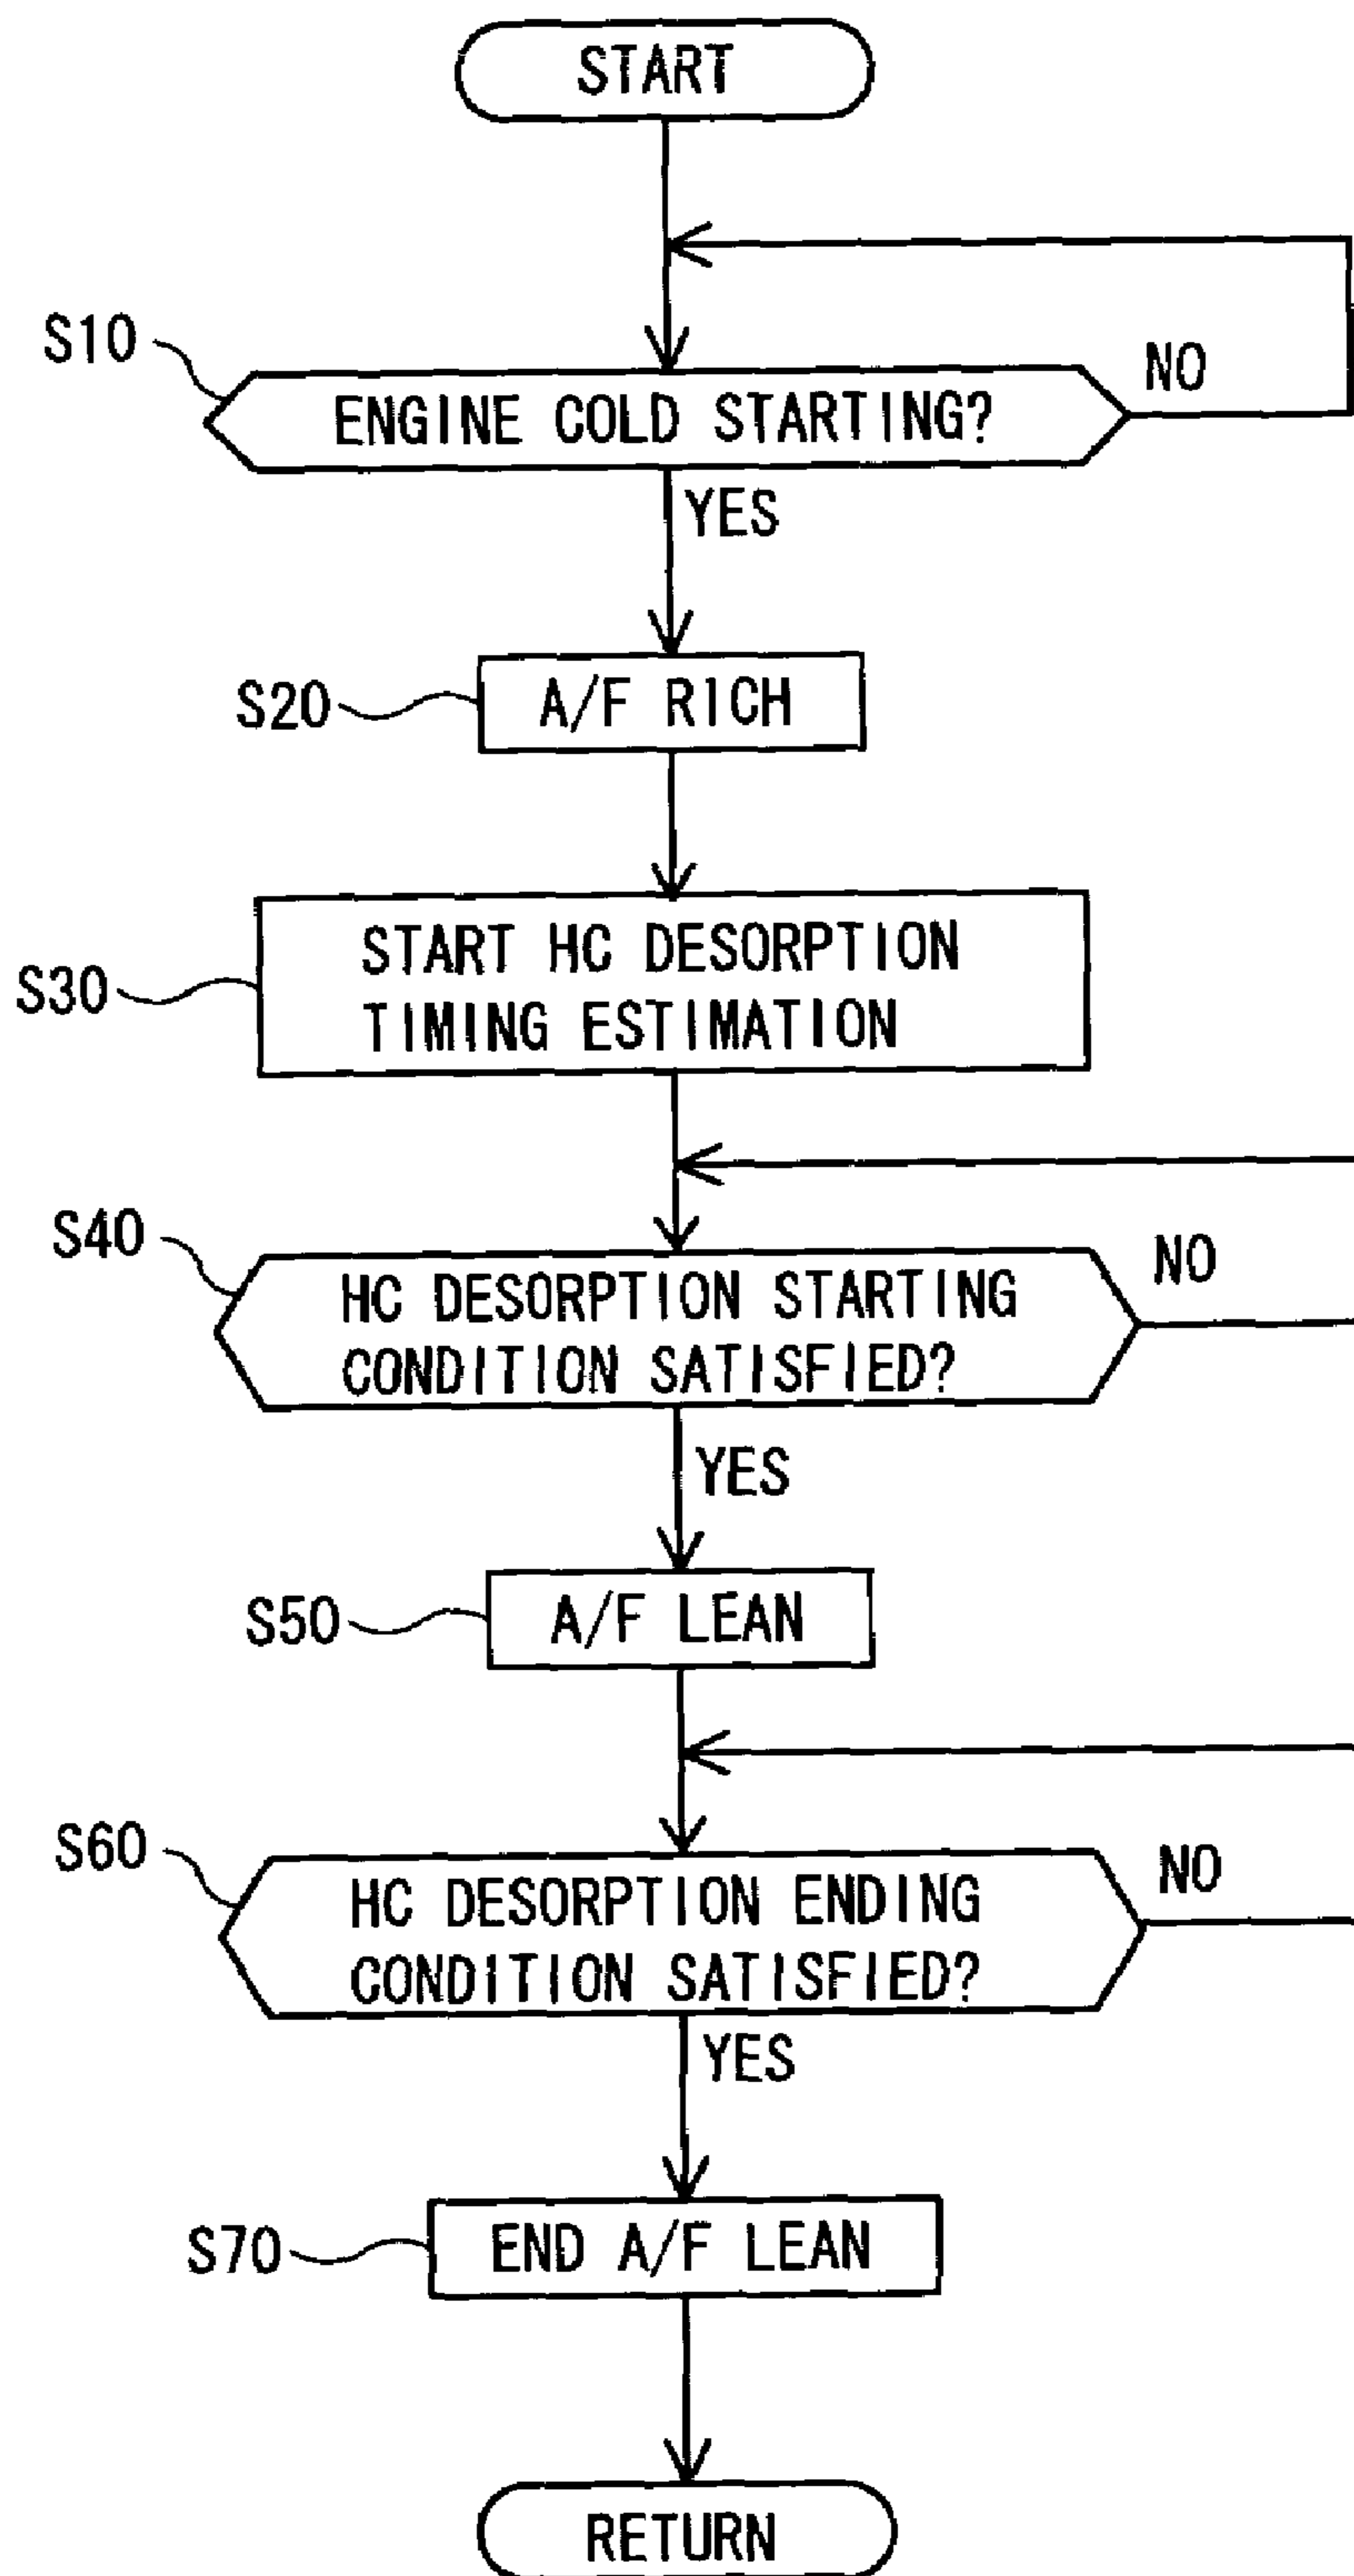 START
S10
ENGINE COLD STARTING?
NO
YES
S20
A/F RICH
S30
START HC DESORPTION
TIMING ESTIMATION
S40
HC DESORPTION STARTING
CONDITION SATISFIED?
NO
YES
S50
A/F LEAN
S60
HC DESORPTION ENDING
CONDITION SATISFIED?
NO
YES
S70
END A/F LEAN
RETURN